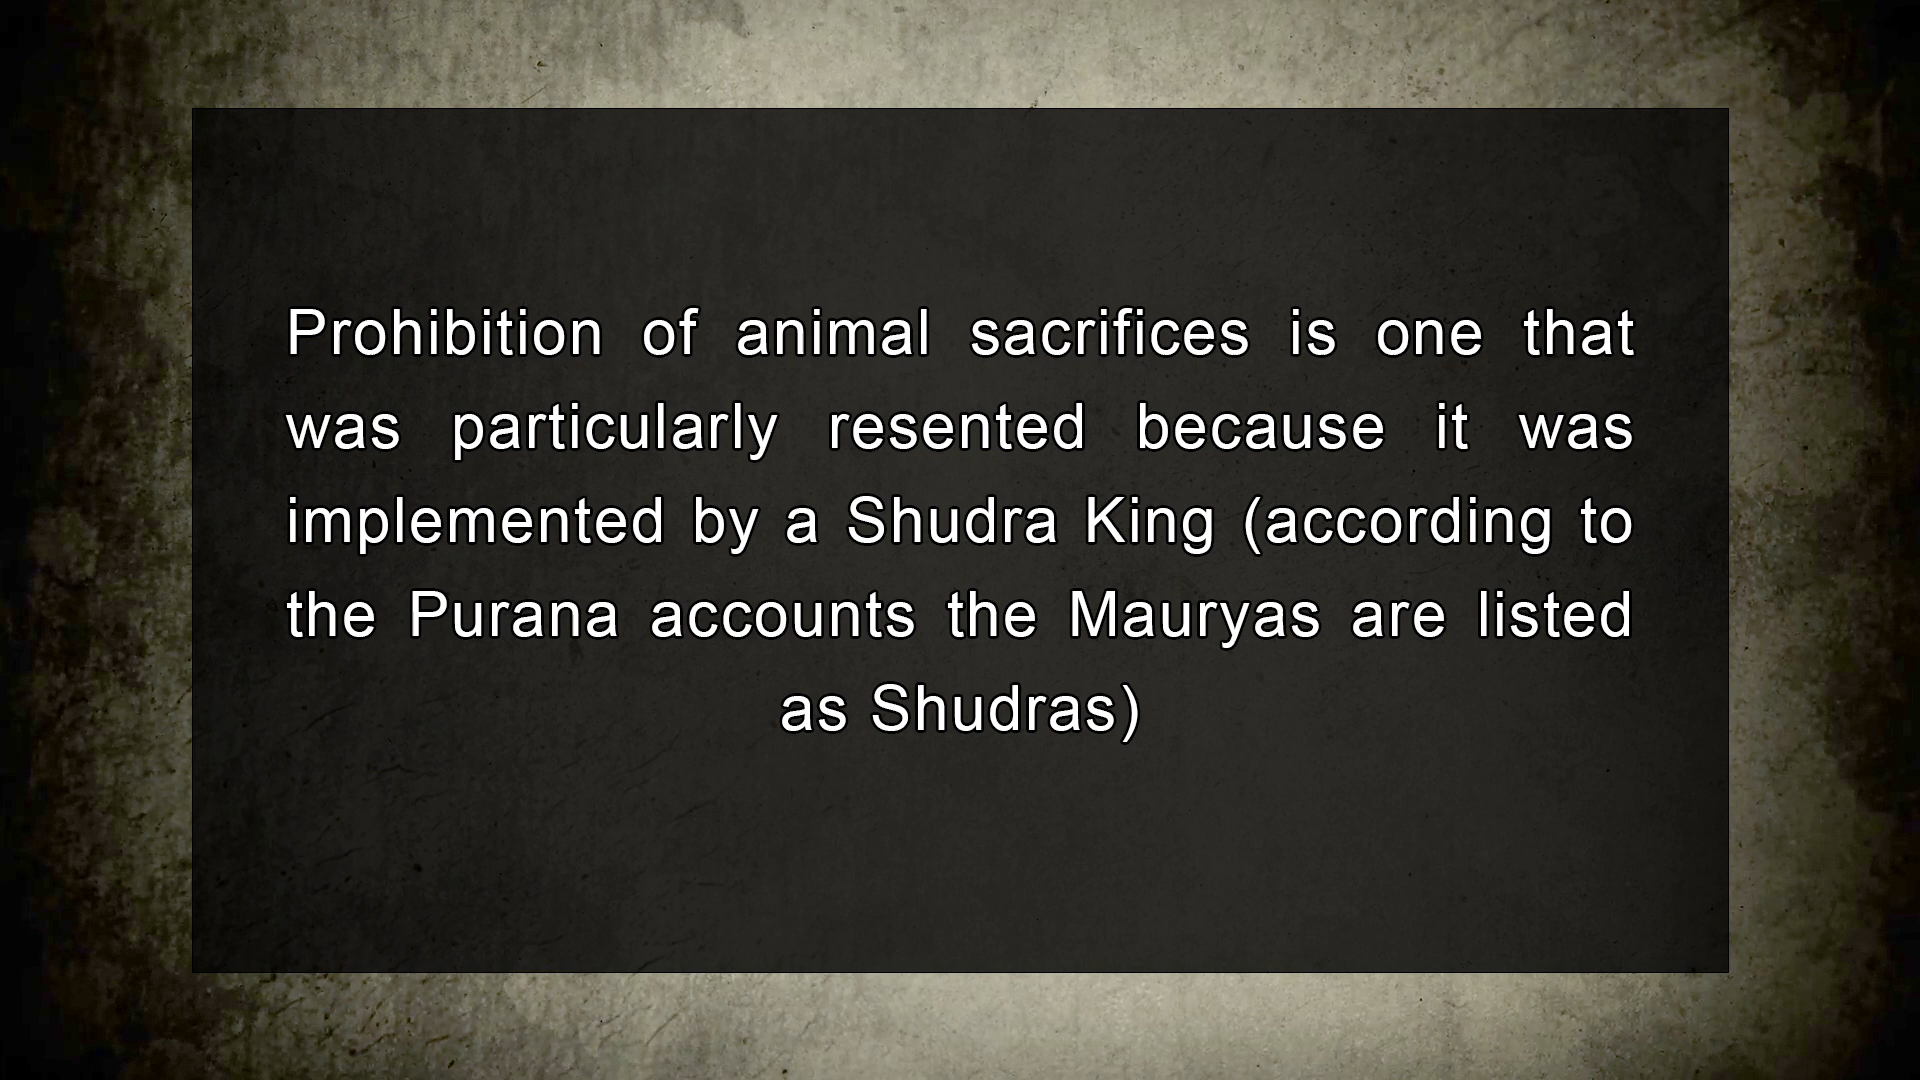 Prohibition of animal sacrifices is one that
was particularly resented because it was
implemented by a Shudra King (according to
the Purana accounts the Mauryas are listed
as Shudras)